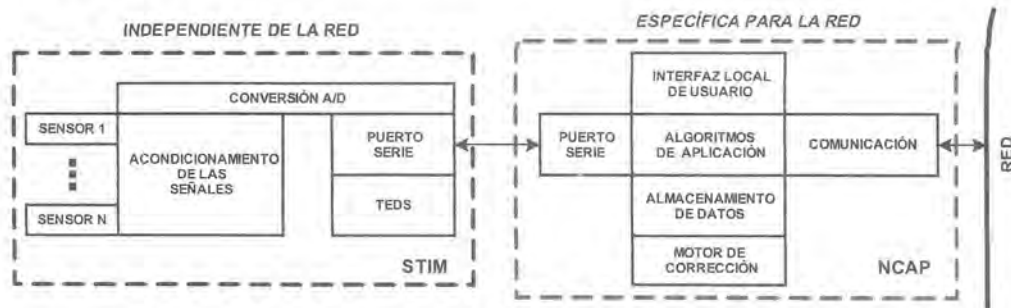 INDEPENDIENTE DE LA RED
ESPECÍFICA PARA LA RED
CONVERSIÓN A/D
SENSOR 1
SENSOR N
ACONDICIONAMIENTO
DE LAS
SEÑALES
PUERTO
SERIE
TEDS
STIM
INTERFAZ LOCAL
DE USUARIO
PUERTO
SERIE
ALGORITMOS
DE APLICACIÓN
COMUNICACIÓN
ALMACENAMIENTO
DE DATOS
MOTOR DE
CORRECCIÓN
NCAP
RED